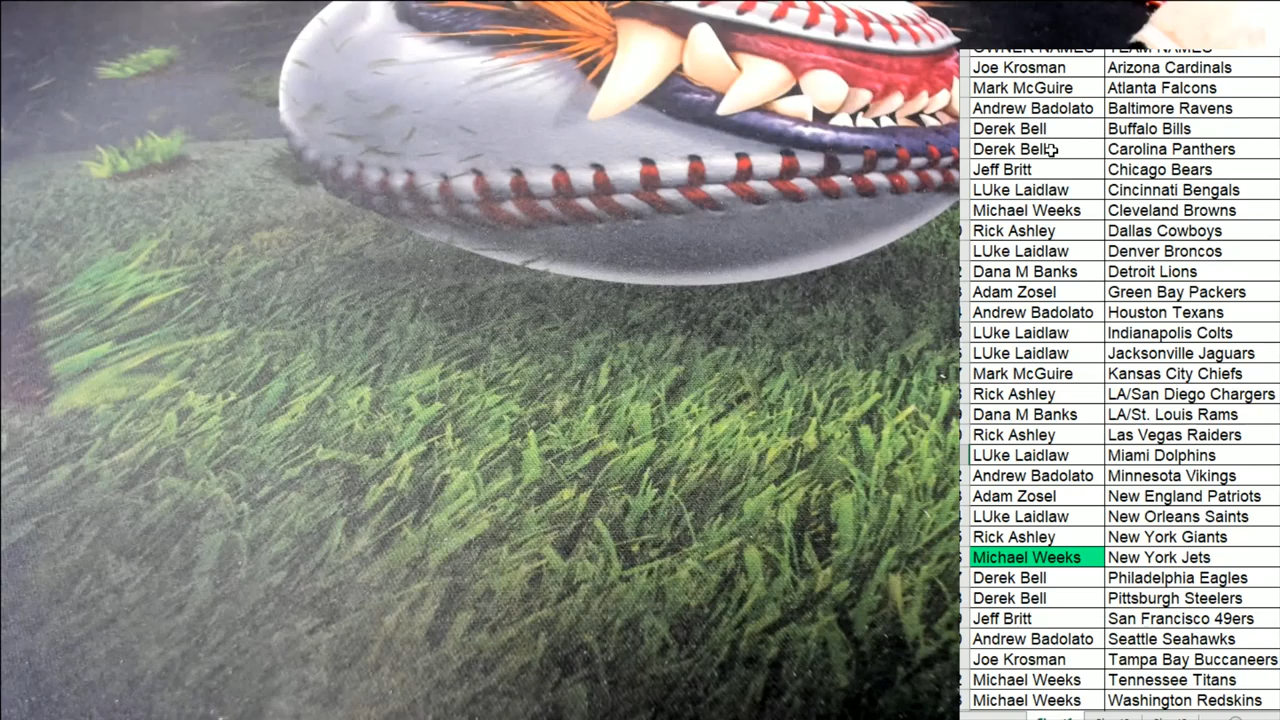 OWNER NAMES TEAM NAMES
Joe Krosman Arizona Cardinals
Mark McGuire Atlanta Falcons
Andrew Badolato Baltimore Ravens
Derek Bell Buffalo Bills
Derek Bell Carolina Panthers
Jeff Britt Chicago Bears
LUke Laidlaw Cincinnati Bengals
Michael Weeks Cleveland Browns
Rick Ashley Dallas Cowboys
LUke Laidlaw Denver Broncos
Dana M Banks Detroit Lions
Adam Zosel Green Bay Packers
Andrew Badolato Houston Texans
LUke Laidlaw Indianapolis Colts
LUke Laidlaw Jacksonville Jaguars
Mark McGuire Kansas City Chiefs
Rick Ashley LA/San Diego Chargers
Dana M Banks LA/St. Louis Rams
Rick Ashley Las Vegas Raiders
LUke Laidlaw Miami Dolphins
Andrew Badolato Minnesota Vikings
Adam Zosel New England Patriots
LUke Laidlaw New Orleans Saints
Rick Ashley New York Giants
Michael Weeks New York Jets
Derek Bell Philadelphia Eagles
Derek Bell Pittsburgh Steelers
Jeff Britt San Francisco 49ers
Andrew Badolato Seattle Seahawks
Joe Krosman Tampa Bay Buccaneers
Michael Weeks Tennessee Titans
Michael Weeks Washington Redskins